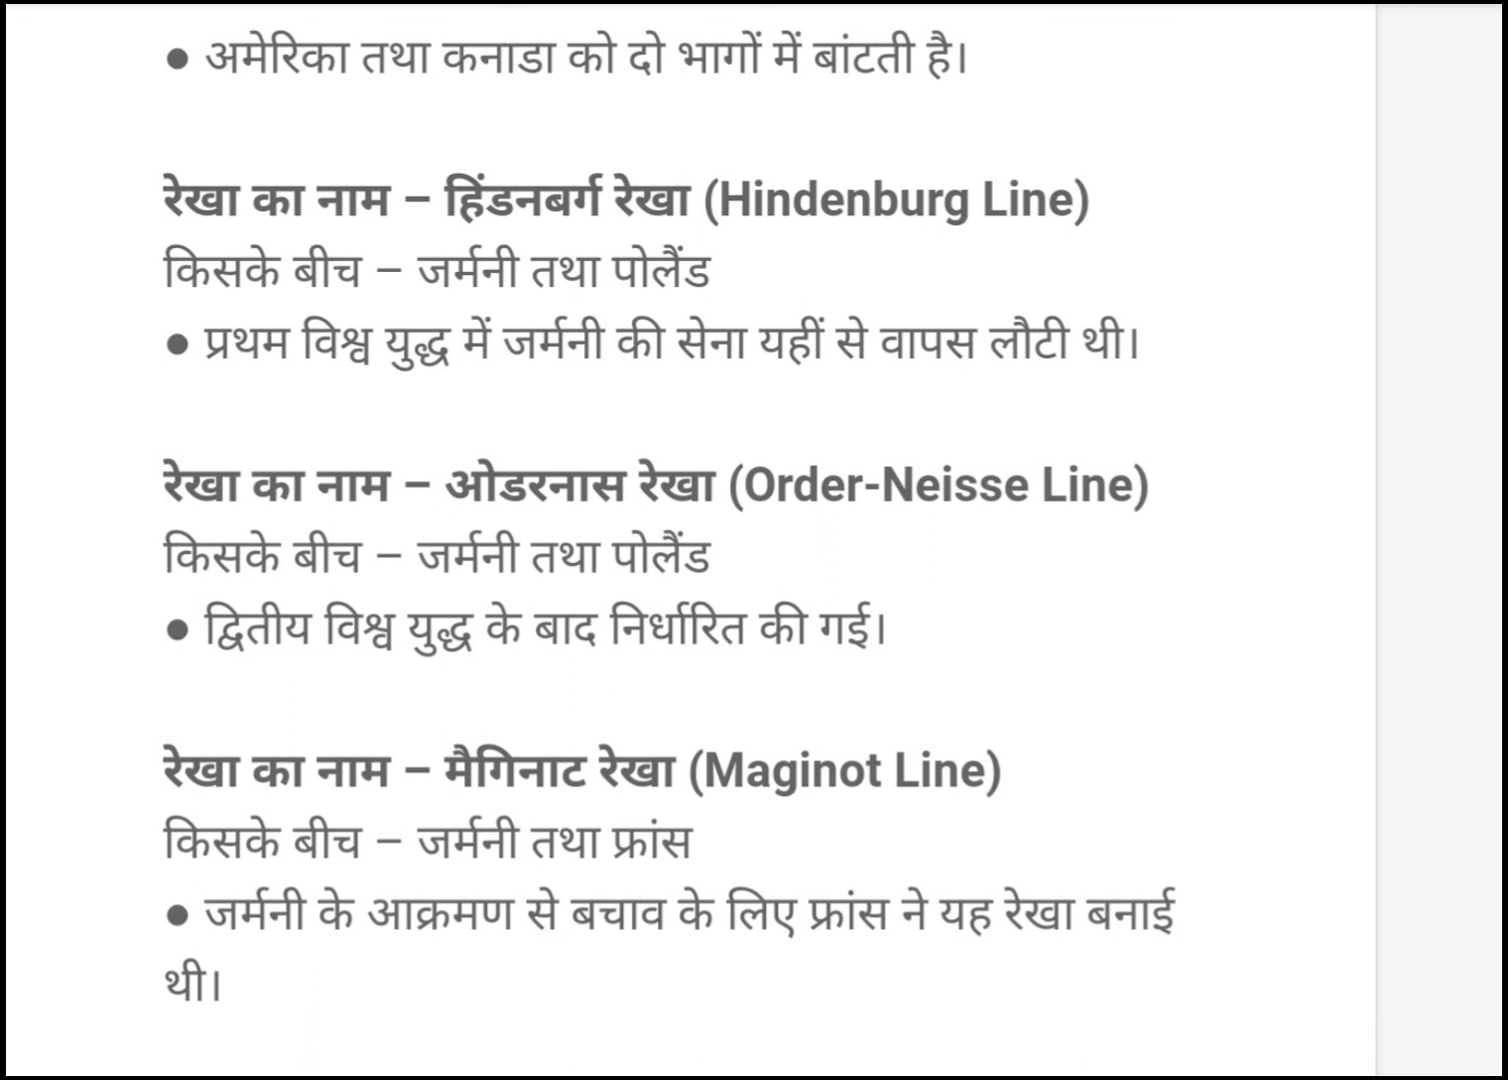 ● अमेरिका तथा कनाडा को दो भागों में बांटती है।
रेखा का नाम – हिंडनबर्ग रेखा (Hindenburg Line)
किसके बीच – जर्मनी तथा पोलैंड
● प्रथम विश्व युद्ध में जर्मनी की सेना यहीं से वापस लौटी थी।
रेखा का नाम – ओडरनास रेखा (Order-Neisse Line)
किसके बीच – जर्मनी तथा पोलैंड
● द्वितीय विश्व युद्ध के बाद निर्धारित की गई।
रेखा का नाम – मैगिनाट रेखा (Maginot Line)
किसके बीच – जर्मनी तथा फ्रांस
● जर्मनी के आक्रमण से बचाव के लिए फ्रांस ने यह रेखा बनाई
थी।